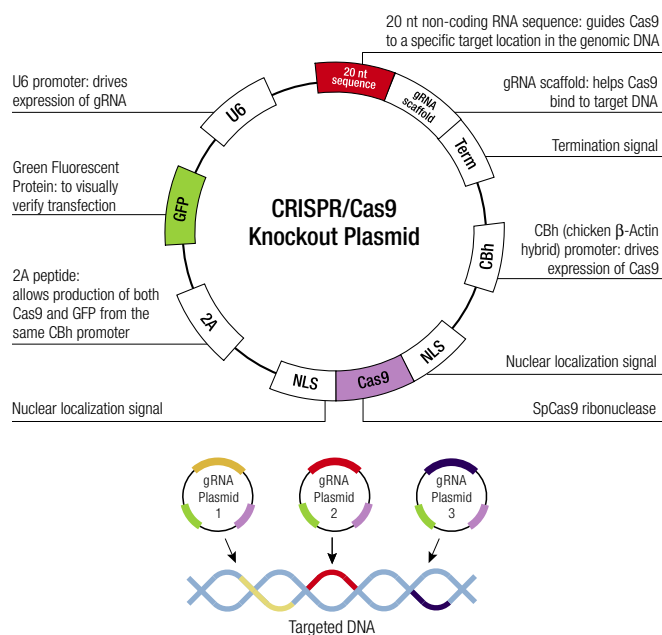 20 nt non-coding RNA sequence: guides Cas9
to a specific target location in the genomic DNA
U6 promoter: drives
expression of gRNA
gRNA scaffold: helps Cas9
bind to target DNA
Termination signal
Green Fluorescent
Protein: to visually
verify transfection
CBh (chicken β-Actin
hybrid) promoter: drives
expression of Cas9
2A peptide:
allows production of both
Cas9 and GFP from the
same CBh promoter
Nuclear localization signal
Nuclear localization signal
SpCas9 ribonuclease
CRISPR/Cas9
Knockout Plasmid
20 nt
sequence
gRNA
scaffold
Term
CBh
NLS
Cas9
NLS
2A
GFP
U6
gRNA
Plasmid
1
gRNA
Plasmid
2
gRNA
Plasmid
3
Targeted DNA